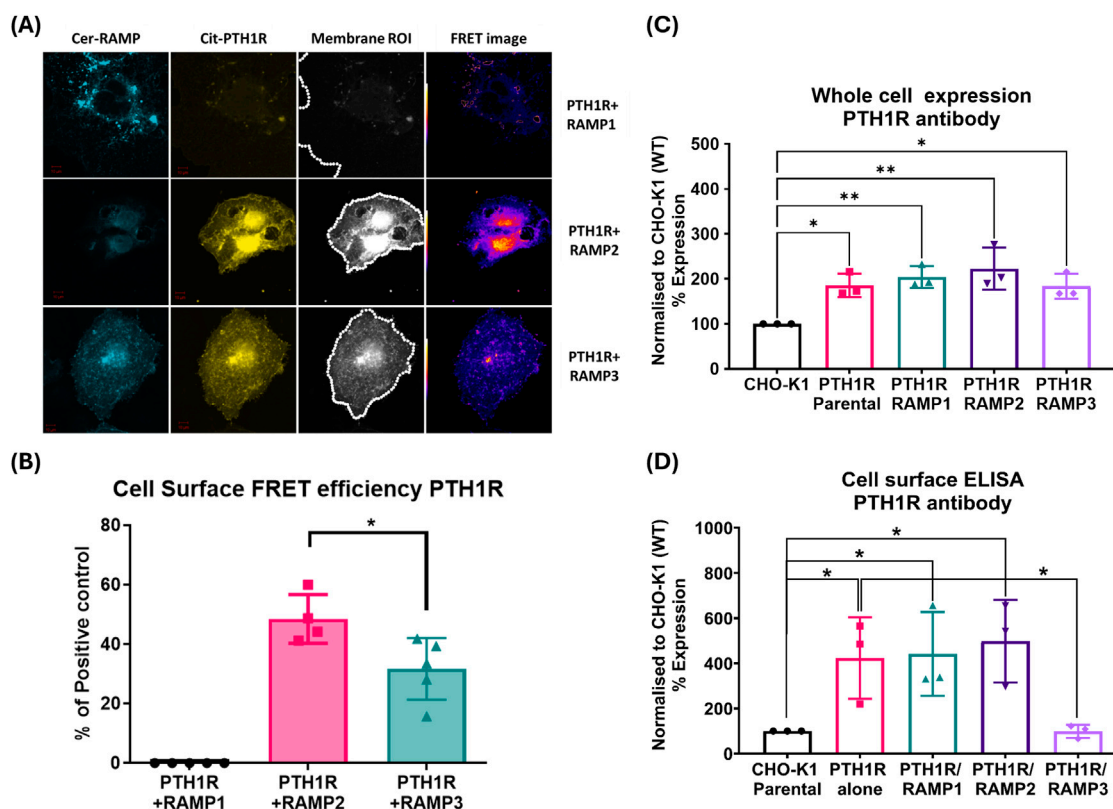 (A)
Cer-RAMP Cit-PTH1R Membrane ROI FRET image
PTH1R+
RAMP1
PTH1R+
RAMP2
PTH1R+
RAMP3
(B)
Cell Surface FRET efficiency PTH1R
% of Positive control
80
60
40
20
0
*
PTH1R
+RAMP1
PTH1R
+RAMP2
PTH1R
+RAMP3
(C)
Whole cell expression
PTH1R antibody
Normalised to CHO-K1 (WT)
% Expression
500
400
300
200
100
0
*
**
**
*
CHO-K1
PTH1R
Parental
PTH1R
RAMP1
PTH1R
RAMP2
PTH1R
RAMP3
(D)
Cell surface ELISA
PTH1R antibody
Normalised to CHO-K1 (WT)
% Expression
1000
800
600
400
200
0
*
*
*
*
CHO-K1
Parental
PTH1R
alone
PTH1R/
RAMP1
PTH1R/
RAMP2
PTH1R/
RAMP3